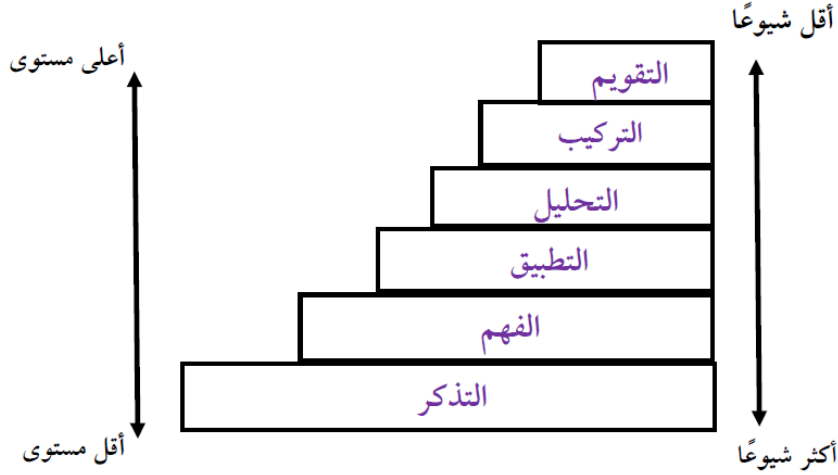 أقل شيوعًا
أعلى مستوى
التقويم
التركيب
التحليل
التطبيق
الفهم
التذكر
أكثر شيوعًا
أقل مستوى